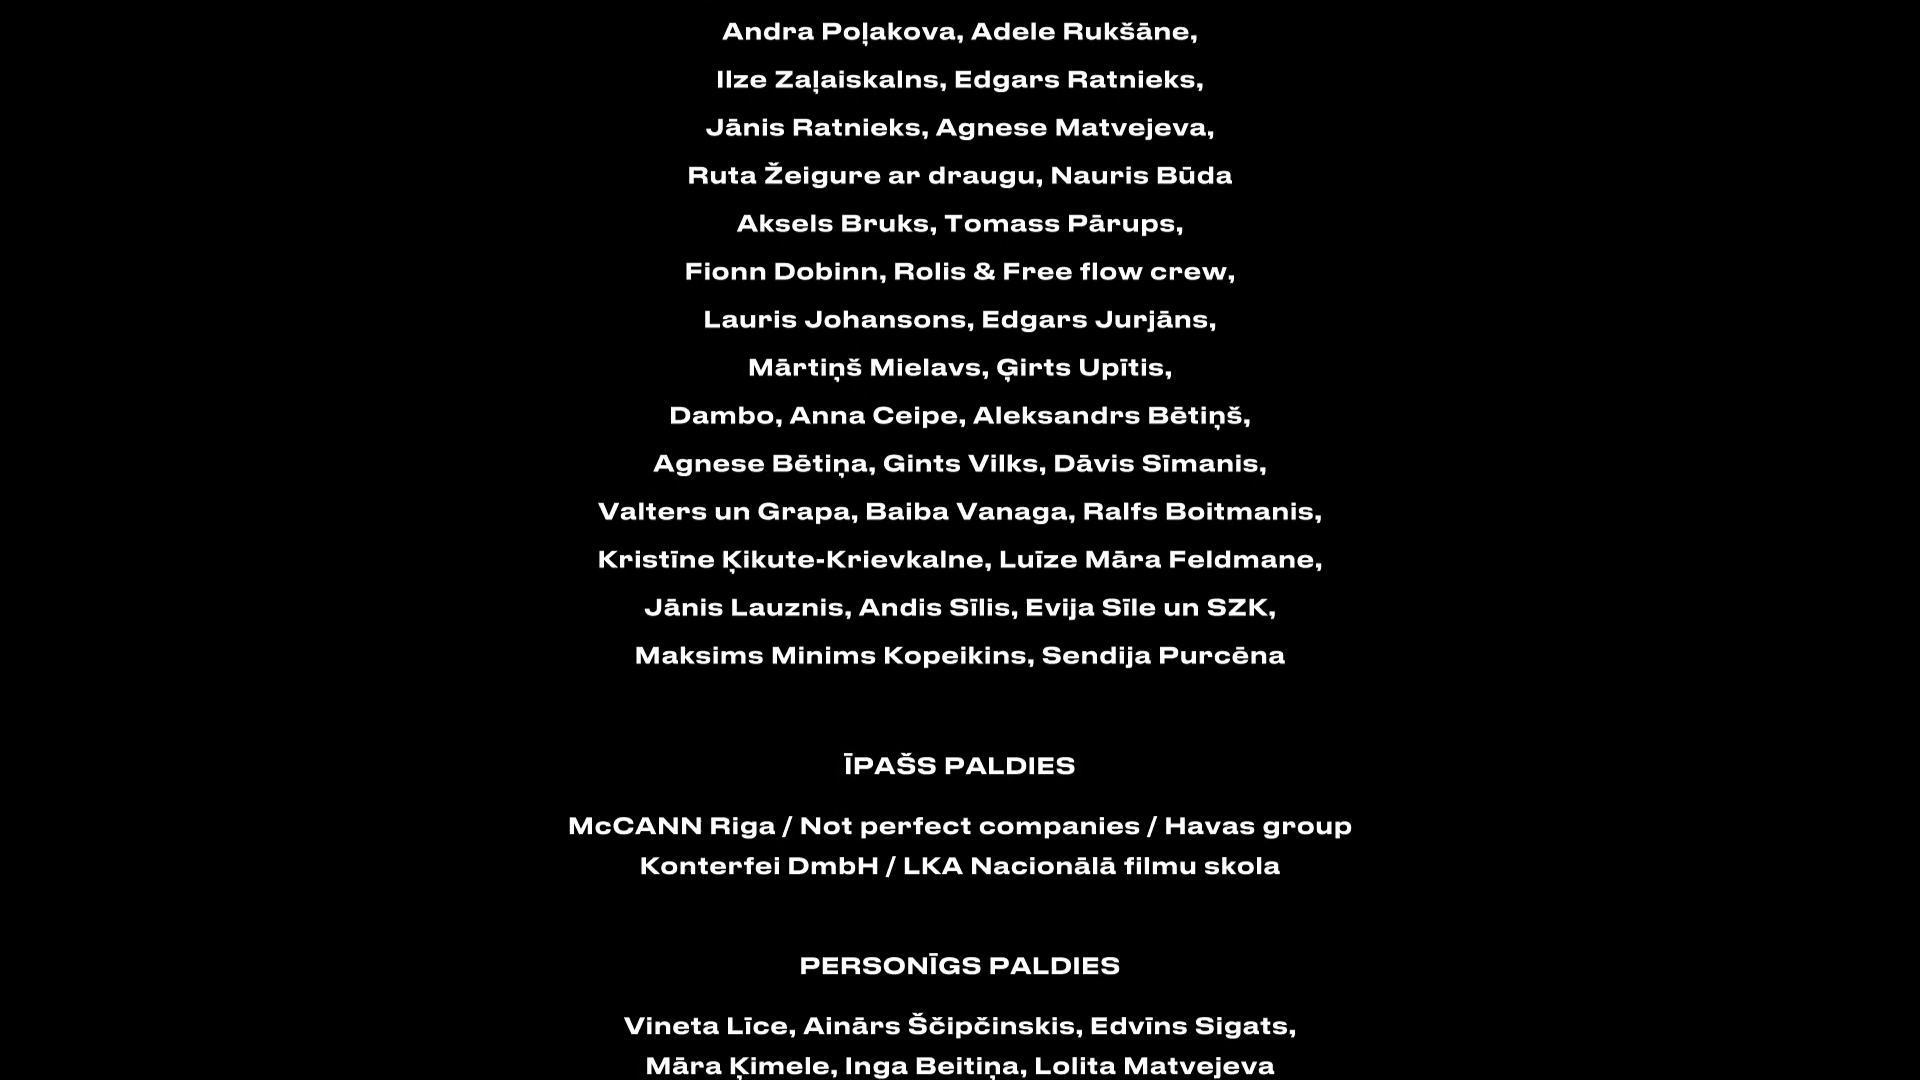 Andra Poļakova, Adele Rukšāne,
Ilze Zaļaiskalns, Edgars Ratnieks,
Jānis Ratnieks, Agnese Matvejeva,
Ruta Žeigure ar draugu, Nauris Būda
Aksels Bruks, Tomass Pārups,
Fionn Dobinn, Rolis & Free flow crew,
Lauris Johansons, Edgars Jurjāns,
Mārtiņš Mielavs, Ģirts Upītis,
Dambo, Anna Ceipe, Aleksandrs Bētiņš,
Agnese Bētiņa, Gints Vilks, Dāvis Sīmanis,
Valters un Grapa, Baiba Vanaga, Ralfs Boitmanis,
Kristīne Ķikute-Krievkalne, Luīze Māra Feldmane,
Jānis Lauznis, Andis Sīlis, Evija Sīle un SZK,
Maksims Minims Kopeikins, Sendija Purcēna
ĪPAŠS PALDIES
McCANN Riga / Not perfect companies / Havas group
Konterfei DmbH / LKA Nacionālā filmu skola
PERSONĪGS PALDIES
Vineta Līce, Ainārs Ščipčinskis, Edvīns Sigats,
Māra Ķimele, Inga Beitiņa, Lolita Matvejeva